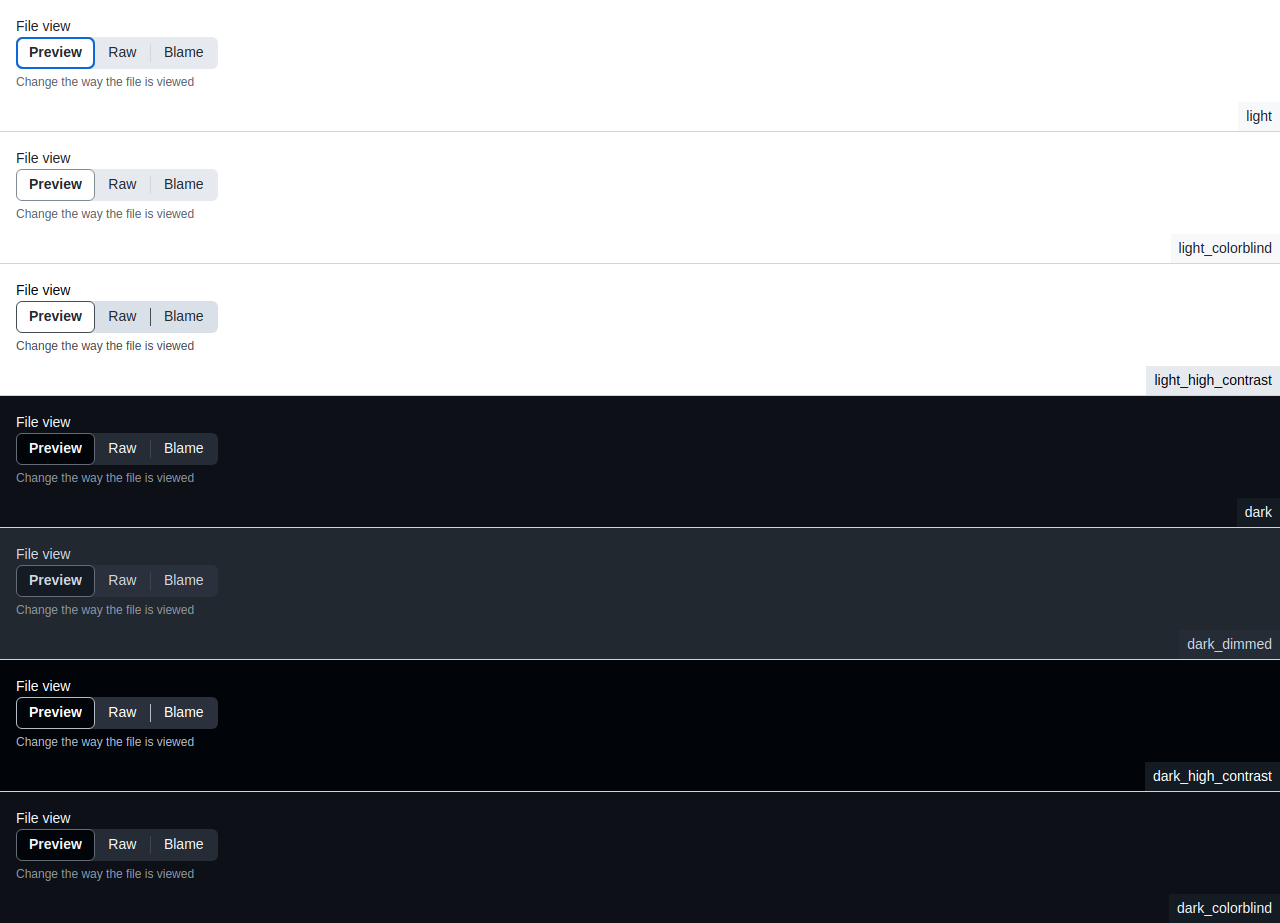 File view
Preview Raw Blame
Change the way the file is viewed
light
File view
Preview Raw Blame
Change the way the file is viewed
light_colorblind
File view
Preview Raw Blame
Change the way the file is viewed
light_high_contrast
File view
Preview Raw Blame
Change the way the file is viewed
dark
File view
Preview Raw Blame
Change the way the file is viewed
dark_dimmed
File view
Preview Raw Blame
Change the way the file is viewed
dark_high_contrast
File view
Preview Raw Blame
Change the way the file is viewed
dark_colorblind